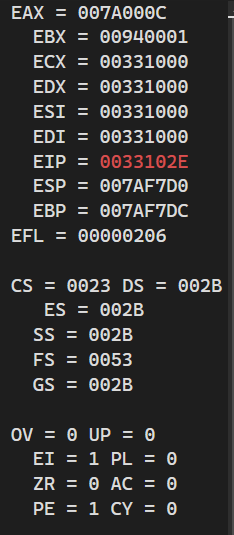 EAX = 007A000C
EBX = 00940001
ECX = 00331000
EDX = 00331000
ESI = 00331000
EDI = 00331000
EIP = 0033102E
ESP = 007AF7D0
EBP = 007AF7DC
EFL = 00000206
CS = 0023 DS = 002B
ES = 002B
SS = 002B
FS = 0053
GS = 002B
OV = 0 UP = 0
EI = 1 PL = 0
ZR = 0 AC = 0
PE = 1 CY = 0